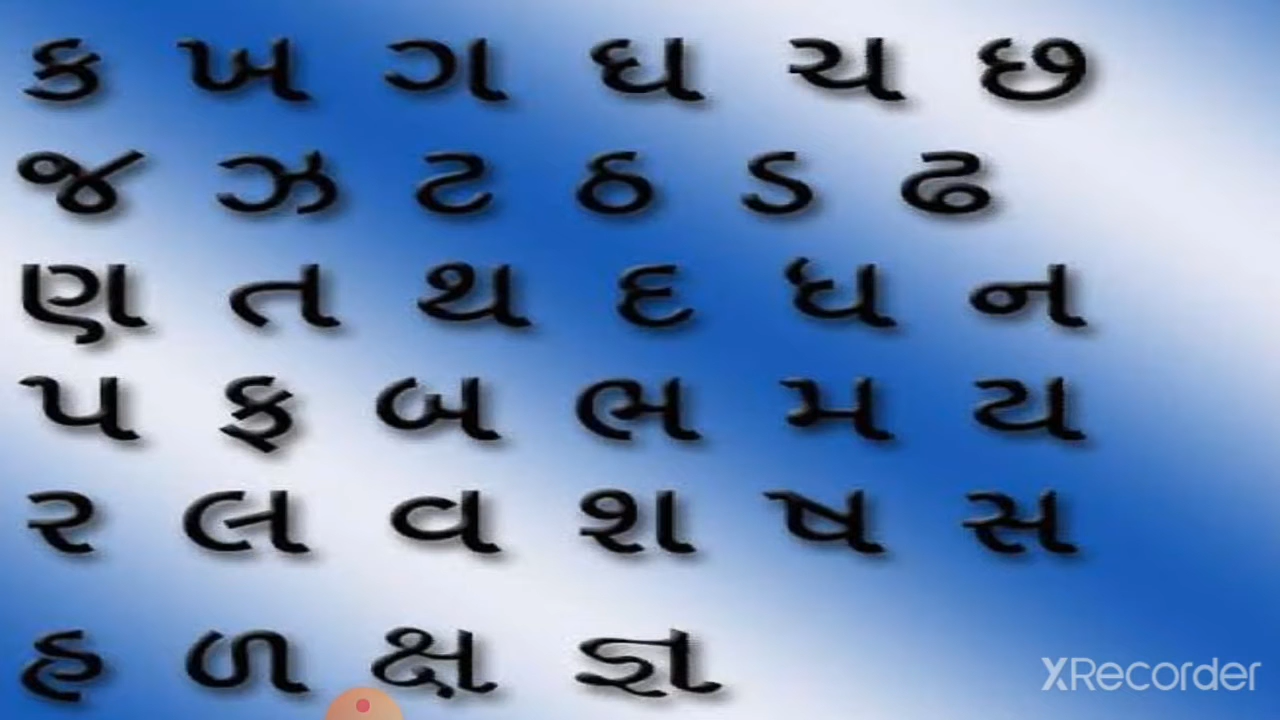 ક ખ ગ ઘ ચ છ
જ ઝ ટ ઠ ડ ઢ
ણ ત થ દ ધ ન
પ ફ બ ભ મ ય
ર લ વ શ ષ સ
હ ળ ક્ષ જ્ઞ
XRecorder